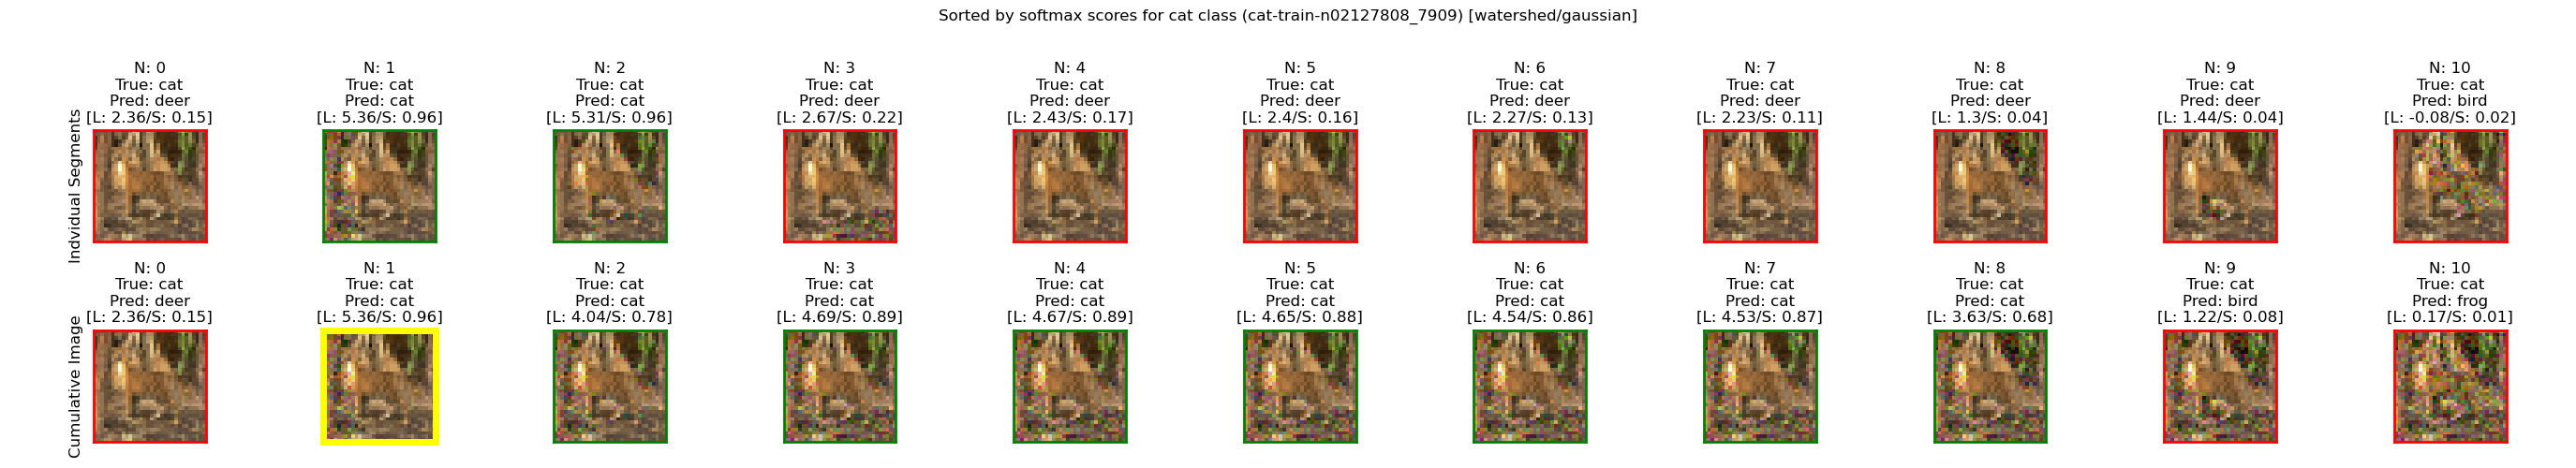 Sorted by softmax scores for cat class (cat-train-n02127808_7909) [watershed/gaussian]
Indvidual Segments
N: 0
True: cat
Pred: deer
[L: 2.36/S: 0.15]
N: 1
True: cat
Pred: cat
[L: 5.36/S: 0.96]
N: 2
True: cat
Pred: cat
[L: 5.31/S: 0.96]
N: 3
True: cat
Pred: deer
[L: 2.67/S: 0.22]
N: 4
True: cat
Pred: deer
[L: 2.43/S: 0.17]
N: 5
True: cat
Pred: deer
[L: 2.4/S: 0.16]
N: 6
True: cat
Pred: deer
[L: 2.27/S: 0.13]
N: 7
True: cat
Pred: deer
[L: 2.23/S: 0.11]
N: 8
True: cat
Pred: deer
[L: 1.3/S: 0.04]
N: 9
True: cat
Pred: deer
[L: 1.44/S: 0.04]
N: 10
True: cat
Pred: bird
[L: -0.08/S: 0.02]
Cumulative Image
N: 0
True: cat
Pred: deer
[L: 2.36/S: 0.15]
N: 1
True: cat
Pred: cat
[L: 5.36/S: 0.96]
N: 2
True: cat
Pred: cat
[L: 4.04/S: 0.78]
N: 3
True: cat
Pred: cat
[L: 4.69/S: 0.89]
N: 4
True: cat
Pred: cat
[L: 4.67/S: 0.89]
N: 5
True: cat
Pred: cat
[L: 4.65/S: 0.88]
N: 6
True: cat
Pred: cat
[L: 4.54/S: 0.86]
N: 7
True: cat
Pred: cat
[L: 4.53/S: 0.87]
N: 8
True: cat
Pred: cat
[L: 3.63/S: 0.68]
N: 9
True: cat
Pred: bird
[L: 1.22/S: 0.08]
N: 10
True: cat
Pred: frog
[L: 0.17/S: 0.01]